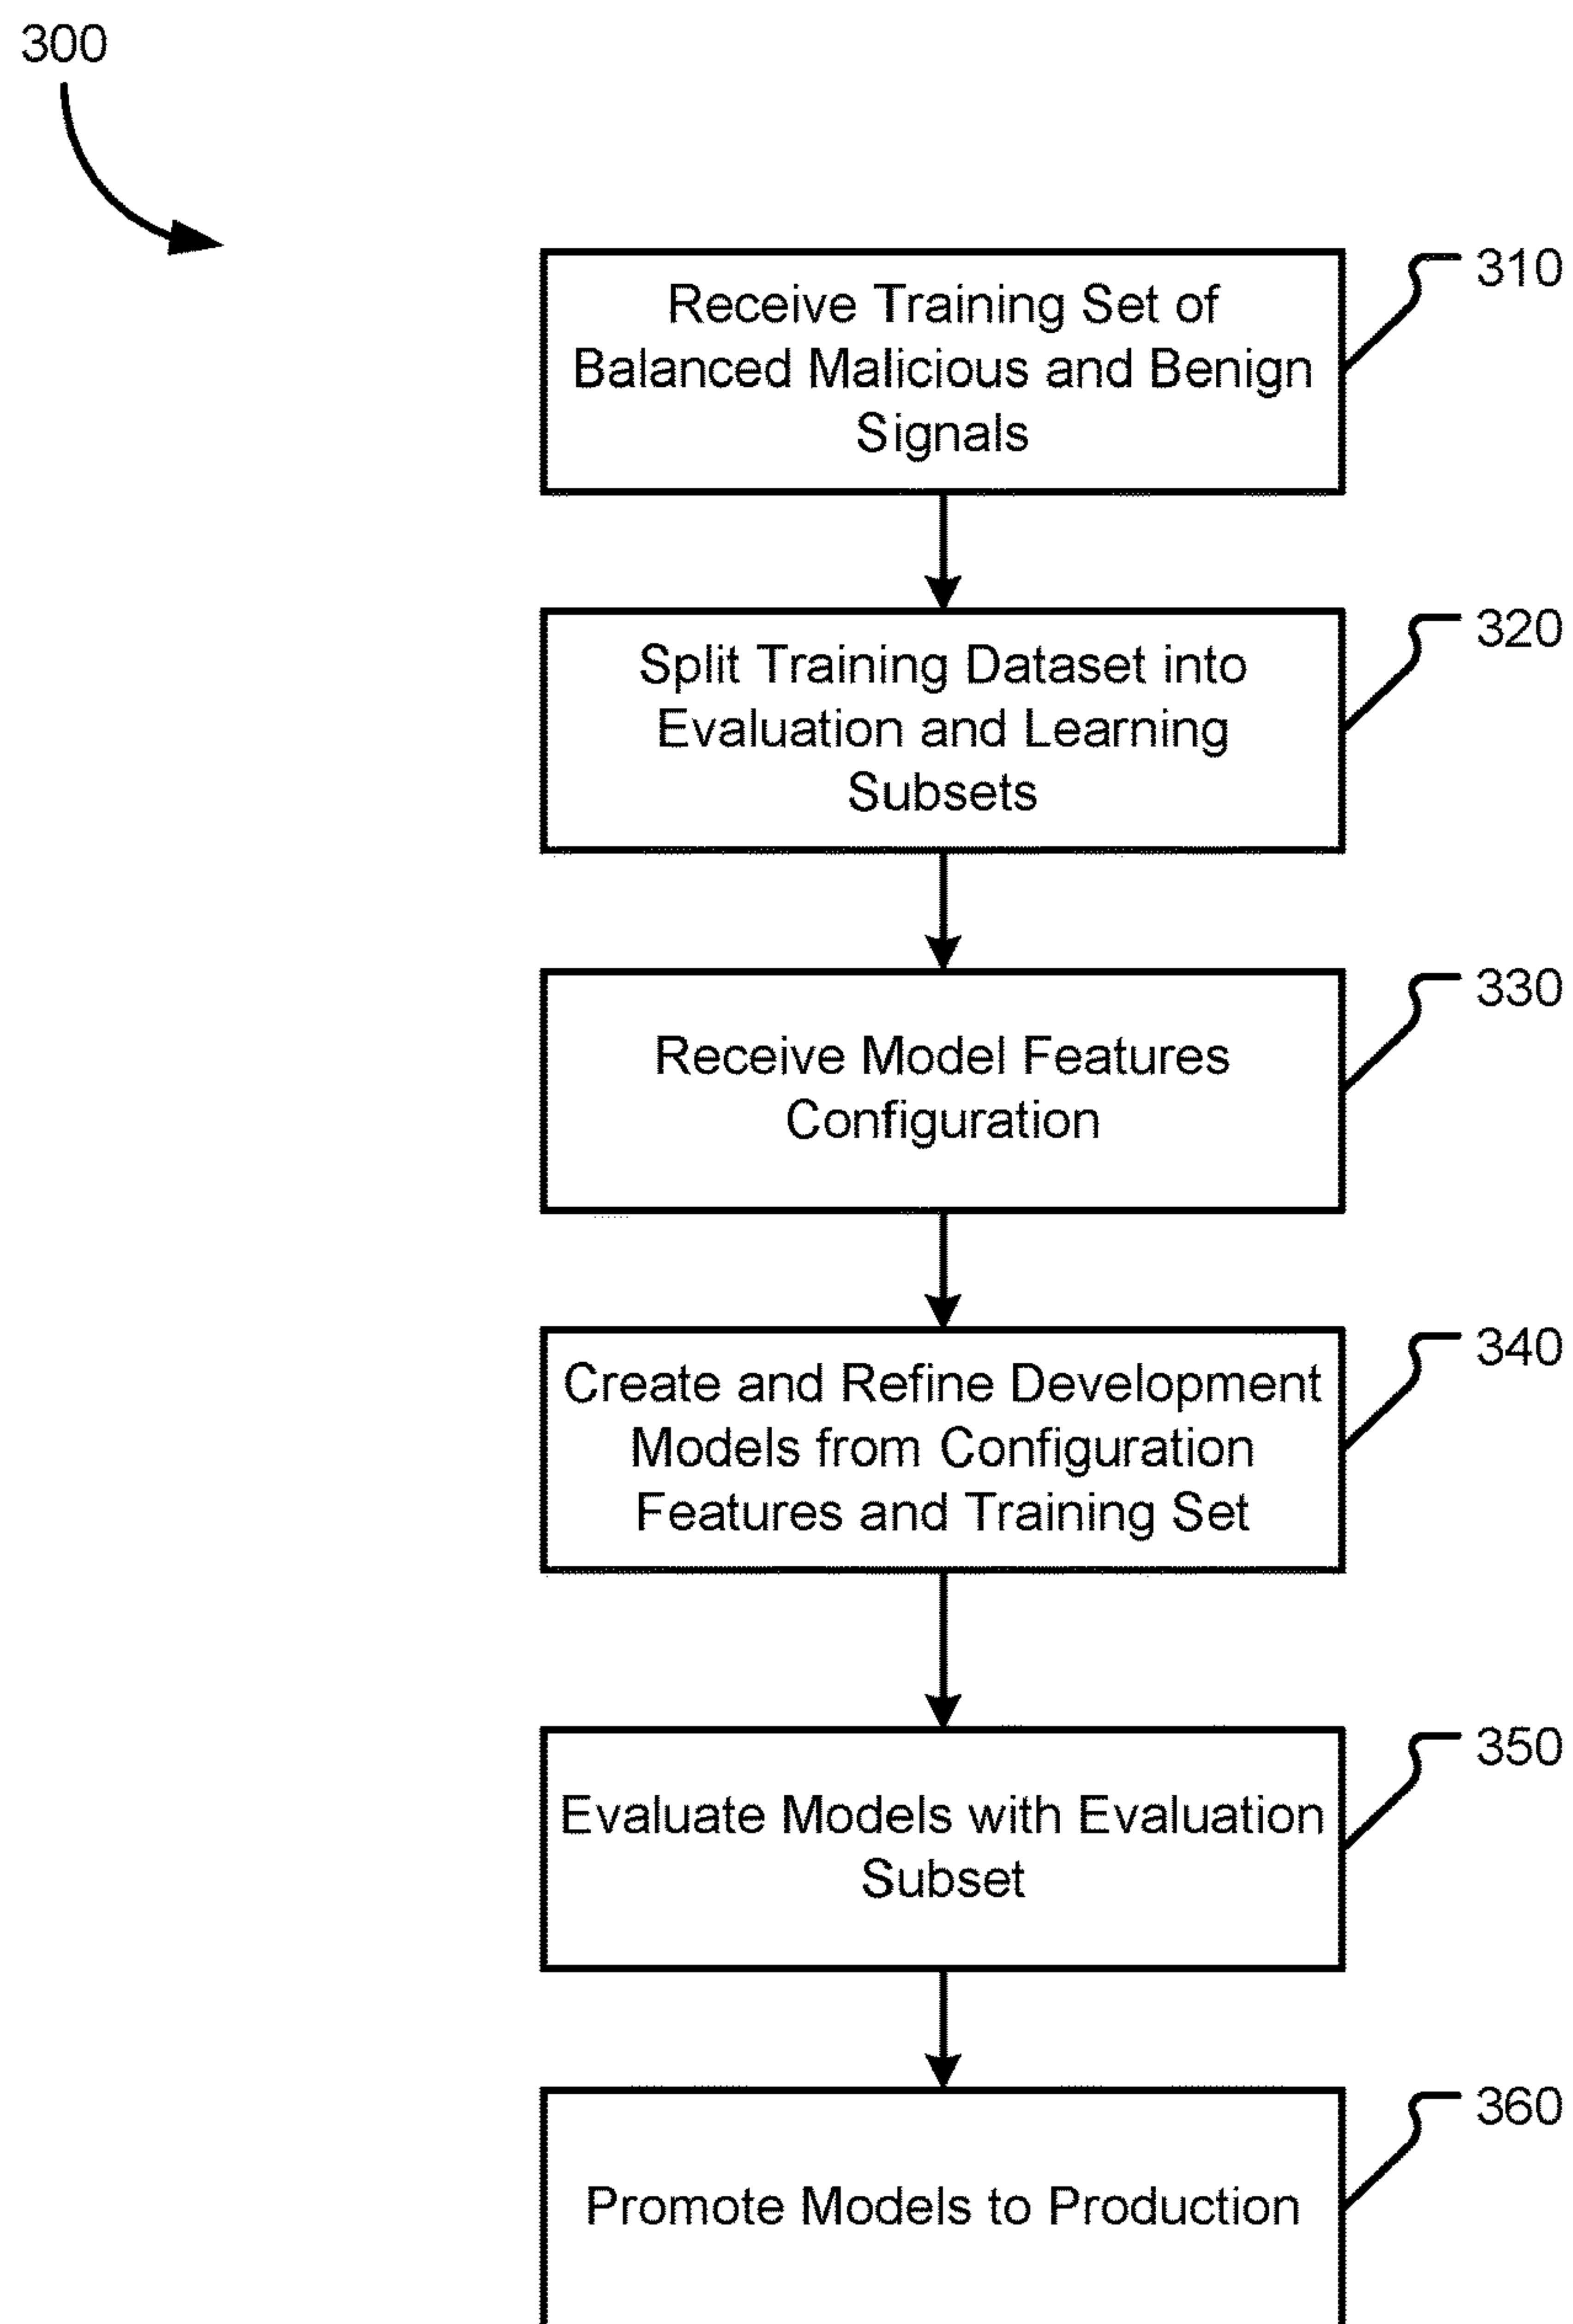 300
310
Receive Training Set of
Balanced Malicious and Benign
Signals
320
Split Training Dataset into
Evaluation and Learning
Subsets
330
Receive Model Features
Configuration
340
Create and Refine Development
Models from Configuration
Features and Training Set
350
Evaluate Models with Evaluation
Subset
360
Promote Models to Production